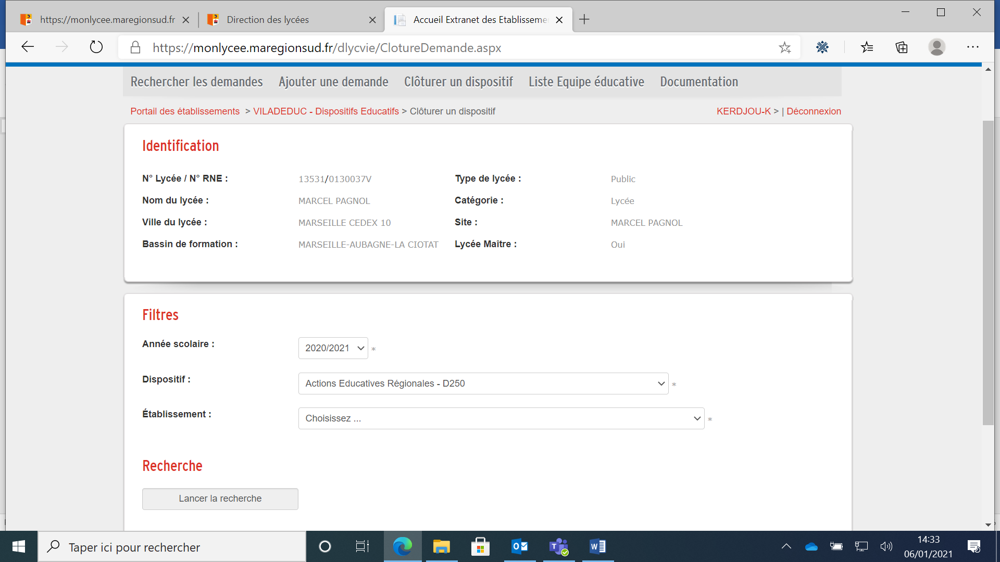 https://monlycee.maregionsud.fr
Direction des lycées
Accueil Extranet des Etablisseme
https://monlycee.maregionsud.fr/dlycvie/ClotureDemande.aspx
Rechercher les demandes Ajouter une demande Clôturer un dispositif Liste Equipe éducative Documentation
Portail des établissements > VILADEDUC - Dispositifs Educatifs > Clôturer un dispositif KERDJOU-K > | Déconnexion
Identification
N° Lycée / N° RNE : 13531/0130037V Type de lycée : Public
Nom du lycée : MARCEL PAGNOL Catégorie : Lycée
Ville du lycée : MARSEILLE CEDEX 10 Site : MARCEL PAGNOL
Bassin de formation : MARSEILLE-AUBAGNE-LA CIOTAT Lycée Maître : Oui
Filtres
Année scolaire : 2020/2021 *
Dispositif : Actions Educatives Régionales - D250 *
Établissement : Choisissez ... *
Recherche
Lancer la recherche
Taper ici pour rechercher
14:33
06/01/2021